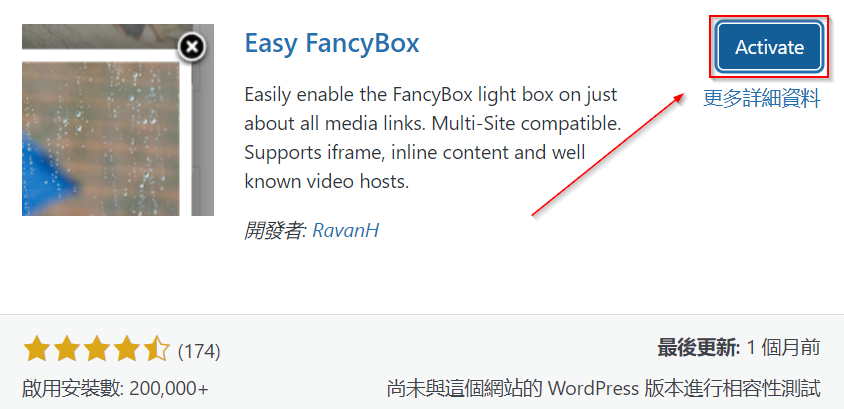 Easy FancyBox
Activate
更多詳細資料
Easily enable the FancyBox light box on just
about all media links. Multi-Site compatible.
Supports iframe, inline content and well
known video hosts.
開發者: RavanH
(174)
最後更新: 1 個月前
啟用安裝數: 200,000+
尚未與這個網站的 WordPress 版本進行相容性測試